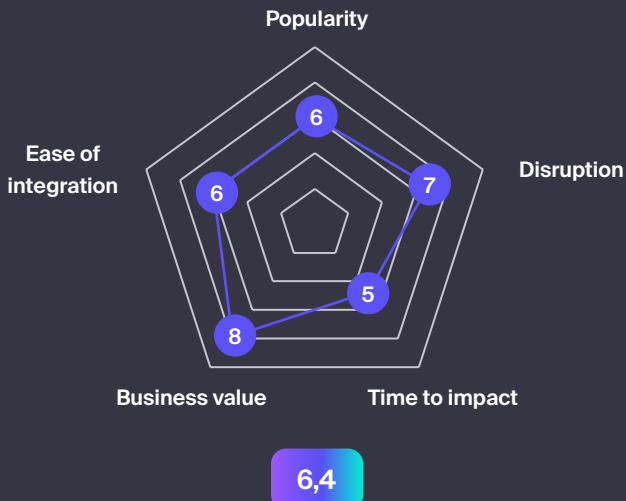 Popularity
6
Ease of
integration
Disruption
6
7
5
8
Business value
Time to impact
6,4